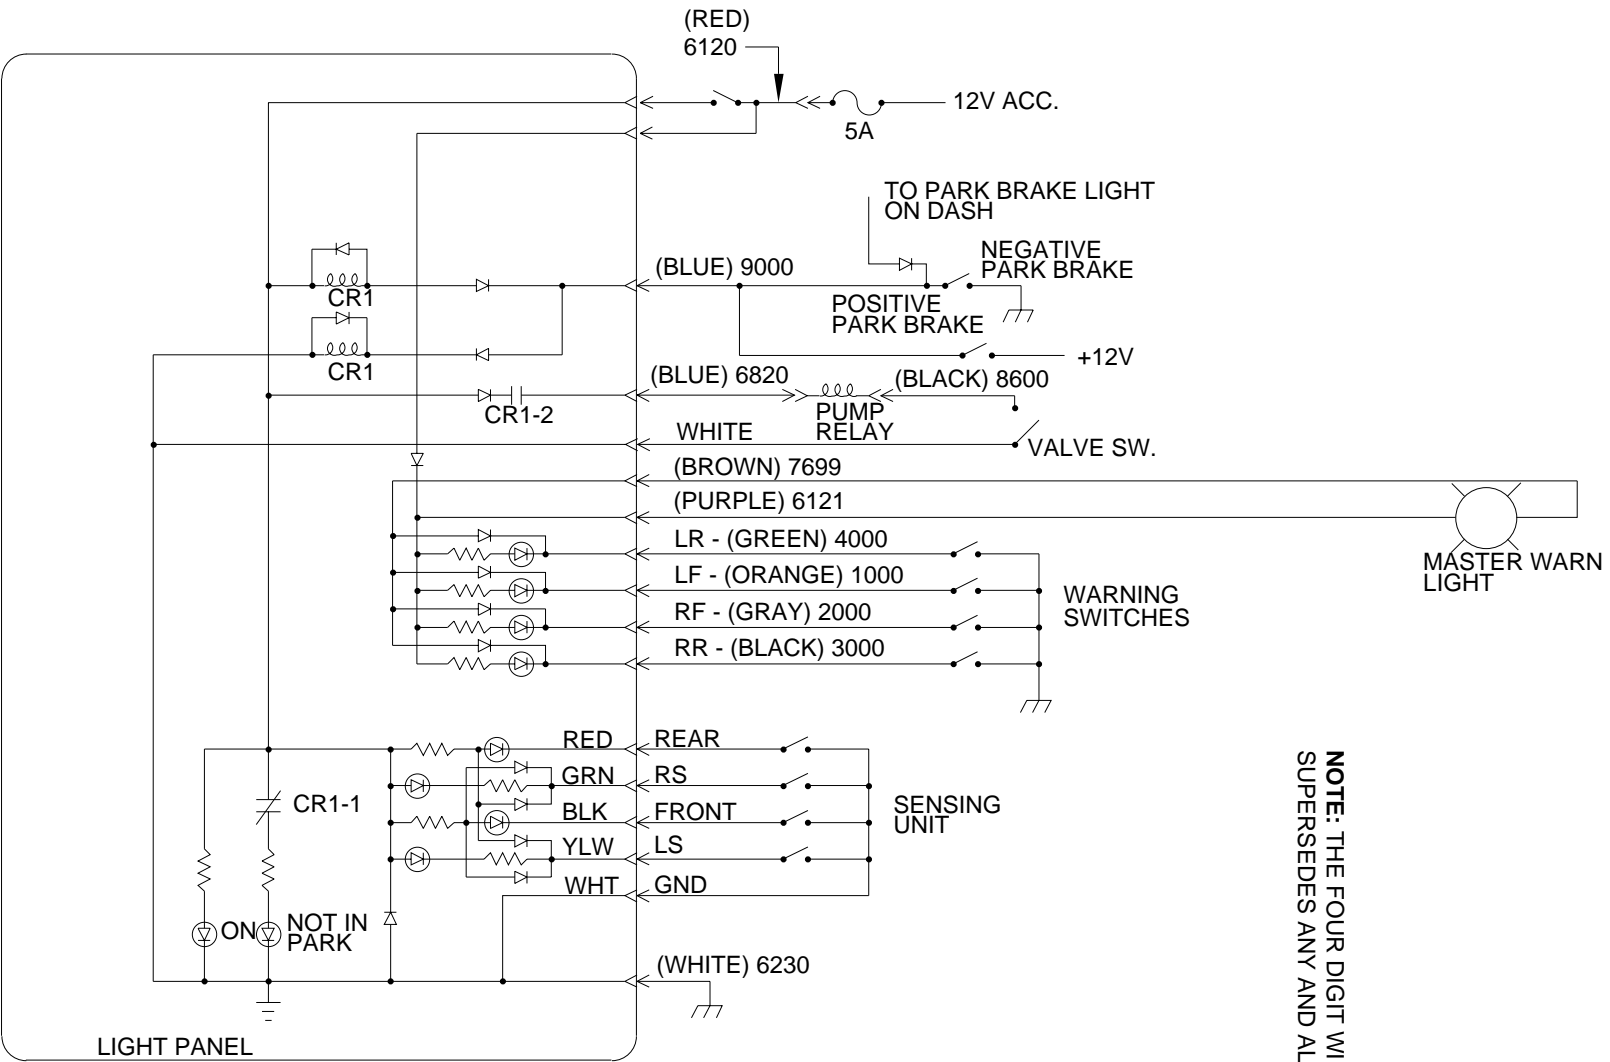 (RED)
6120
12V ACC.
5A
TO PARK BRAKE LIGHT
ON DASH
NEGATIVE
PARK BRAKE
(BLUE) 9000
CR1
POSITIVE
PARK BRAKE
+12V
CR1
(BLUE) 6820
(BLACK) 8600
CR1-2
PUMP
RELAY
WHITE
VALVE SW.
(BROWN) 7699
(PURPLE) 6121
LR - (GREEN) 4000
MASTER WARN
LIGHT
LF - (ORANGE) 1000
WARNING
SWITCHES
RF - (GRAY) 2000
RR - (BLACK) 3000
RED
REAR
GRN
RS
CR1-1
SENSING
UNIT
BLK
FRONT
YLW
LS
WHT
GND
ON
NOT IN
PARK
(WHITE) 6230
LIGHT PANEL
NOTE: THE FOUR DIGIT WI
SUPERSEDES ANY AND AL